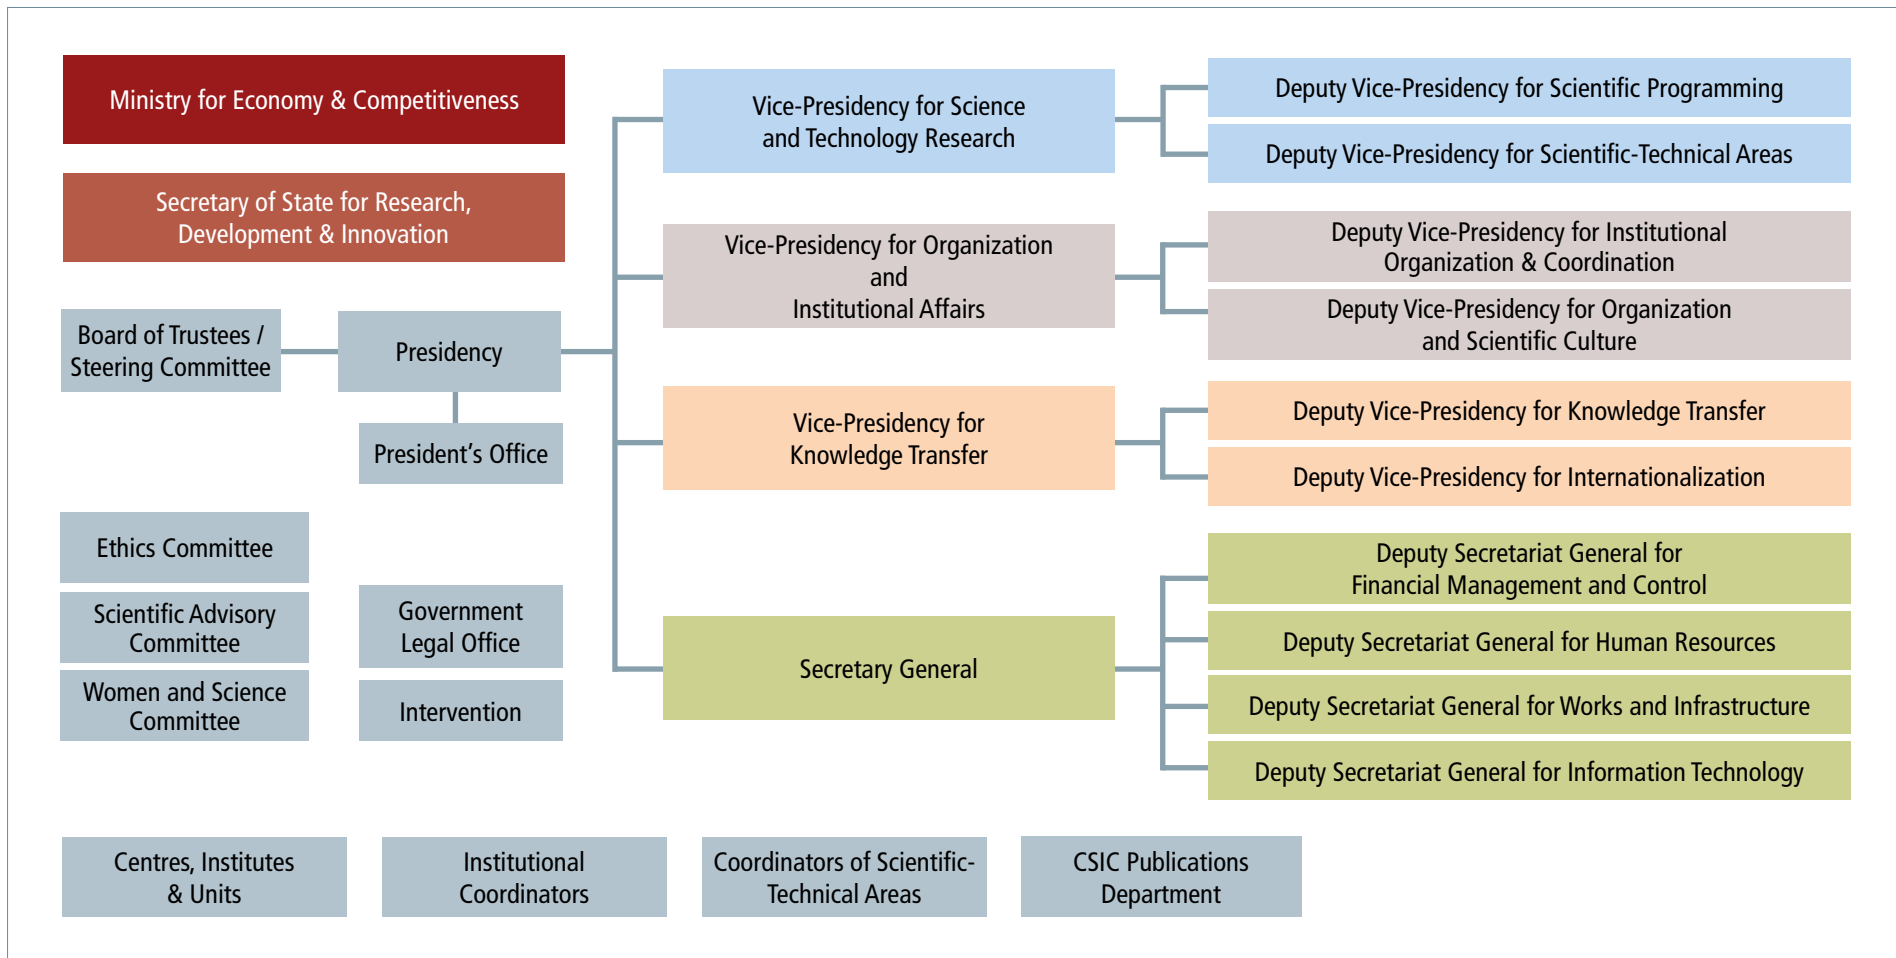 Ministry for Economy & Competitiveness
Secretary of State for Research,
Development & Innovation
Board of Trustees /
Steering Committee
Presidency
President’s Office
Ethics Committee
Scientific Advisory
Committee
Women and Science
Committee
Government
Legal Office
Intervention
Vice-Presidency for Science
and Technology Research
Vice-Presidency for Organization
and
Institutional Affairs
Vice-Presidency for
Knowledge Transfer
Secretary General
Deputy Vice-Presidency for Scientific Programming
Deputy Vice-Presidency for Scientific-Technical Areas
Deputy Vice-Presidency for Institutional
Organization & Coordination
Deputy Vice-Presidency for Organization
and Scientific Culture
Deputy Vice-Presidency for Knowledge Transfer
Deputy Vice-Presidency for Internationalization
Deputy Secretariat General for
Financial Management and Control
Deputy Secretariat General for Human Resources
Deputy Secretariat General for Works and Infrastructure
Deputy Secretariat General for Information Technology
Centres, Institutes
& Units
Institutional
Coordinators
Coordinators of Scientific-
Technical Areas
CSIC Publications
Department